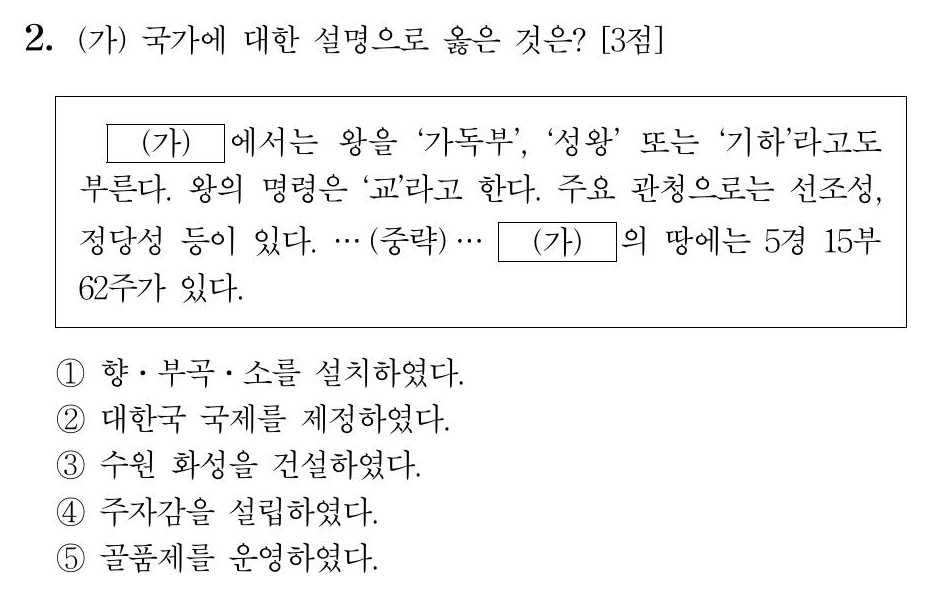 2. (가) 국가에 대한 설명으로 옳은 것은? [3점]
(가) 에서는 왕을 ‘가독부’, ‘성왕’ 또는 ‘기하’라고도
부른다. 왕의 명령은 ‘교’라고 한다. 주요 관청으로는 선조성,
정당성 등이 있다. … (중략) … (가) 의 땅에는 5경 15부
62주가 있다.
① 향・부곡・소를 설치하였다.
② 대한국 국제를 제정하였다.
③ 수원 화성을 건설하였다.
④ 주자감을 설립하였다.
⑤ 골품제를 운영하였다.